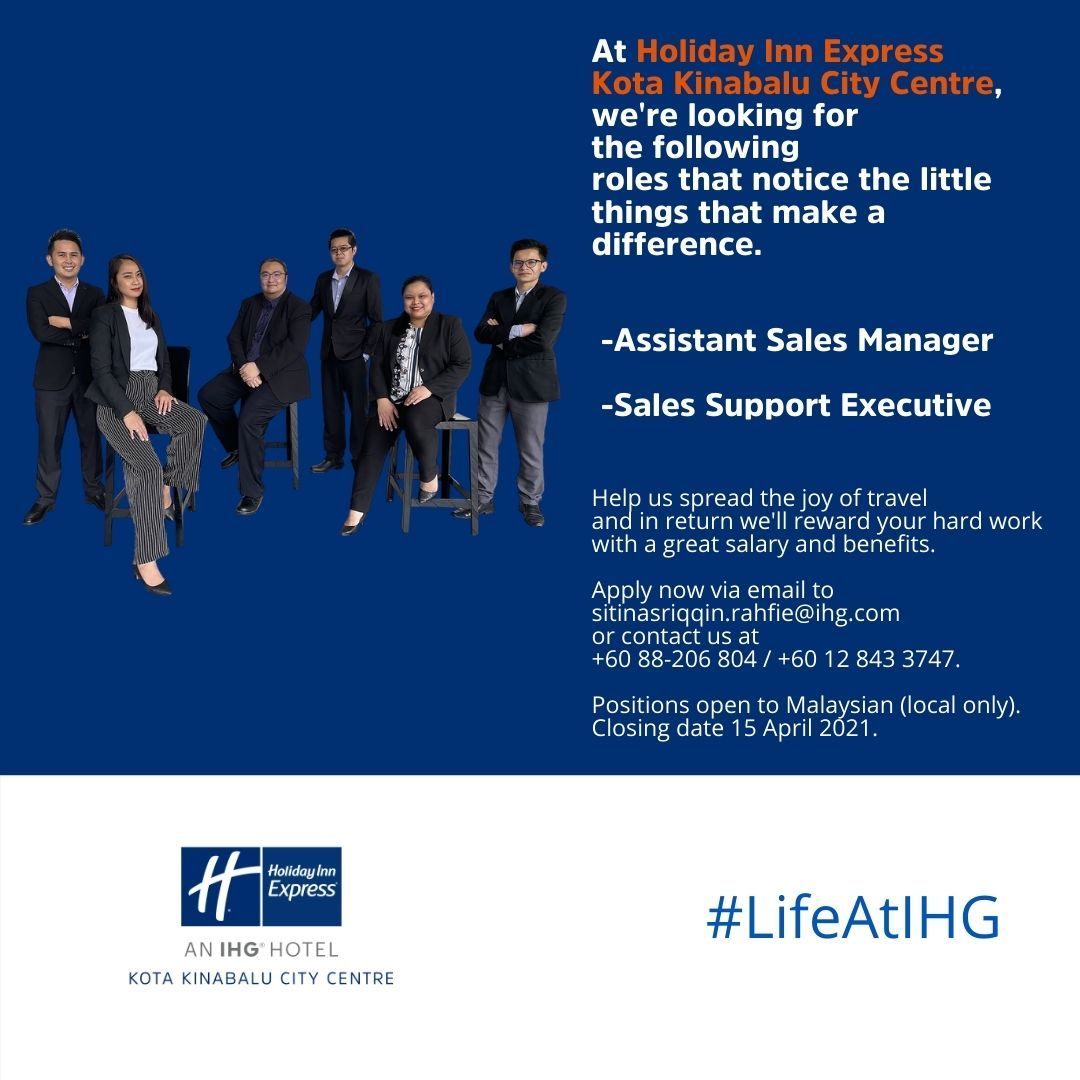 At Holiday Inn Express
Kota Kinabalu City Centre,
we're looking for
the following
roles that notice the little
things that make a
difference.
-Assistant Sales Manager
-Sales Support Executive
Help us spread the joy of travel
and in return we'll reward your hard work
with a great salary and benefits.
Apply now via email to
sitinasriqqin.rahfie@ihg.com
or contact us at
+60 88-206 804 / +60 12 843 3747.
Positions open to Malaysian (local only).
Closing date 15 April 2021.
H
Holiday Inn
Express
AN IHG® HOTEL
KOTA KINABALU CITY CENTRE
#LifeAtIHG